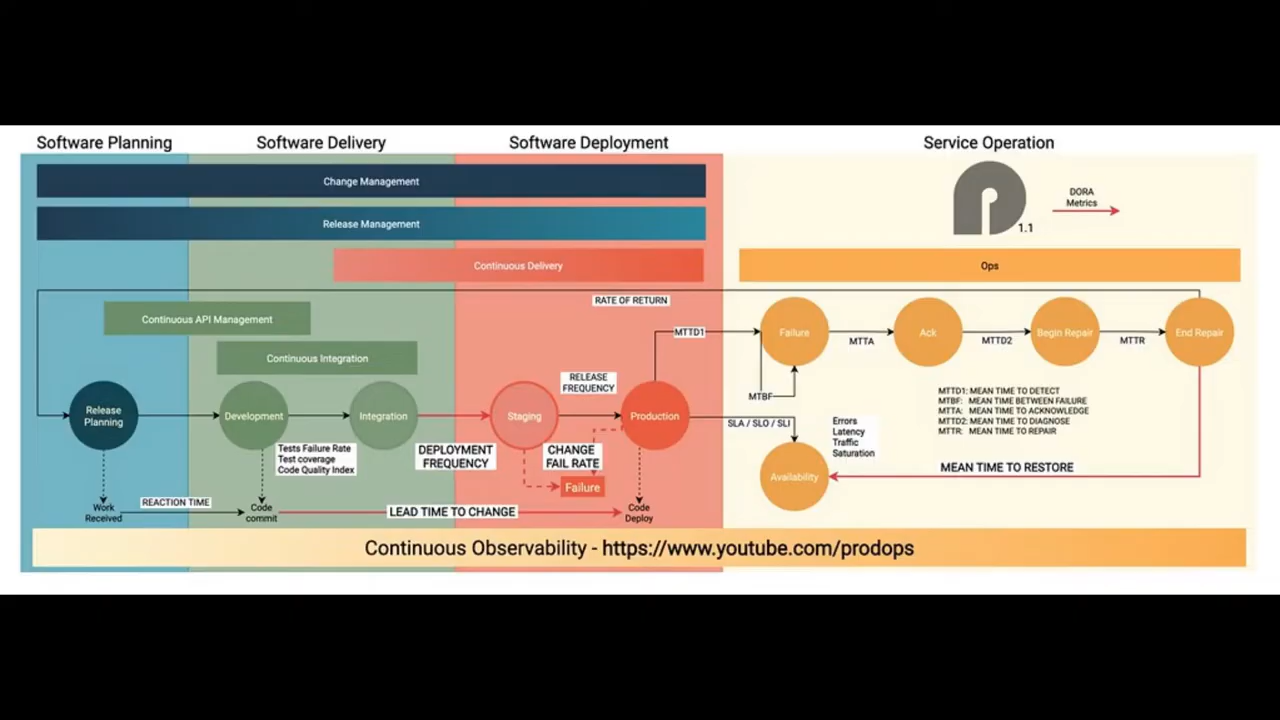 Software Planning
Software Delivery
Software Deployment
Service Operation
Change Management
Release Management
Continuous Delivery
DORA
Metrics
1.1
Ops
RATE OF RETURN
Continuous API Management
Continuous Integration
MTTD1
Failure
MTTA
Ack
MTTD2
Begin Repair
MTTR
End Repair
RELEASE
FREQUENCY
MTBF
MTTD1: MEAN TIME TO DETECT
MTBF: MEAN TIME BETWEEN FAILURE
MTTA: MEAN TIME TO ACKNOWLEDGE
MTTD2: MEAN TIME TO DIAGNOSE
MTTR: MEAN TIME TO REPAIR
Release
Planning
Development
Integration
Staging
Production
SLA / SLO / SLI
Errors
Latency
Traffic
Saturation
Tests Failure Rate
Test coverage
Code Quality Index
DEPLOYMENT
FREQUENCY
CHANGE
FAIL RATE
Failure
Availability
MEAN TIME TO RESTORE
Work
Received
REACTION TIME
Code
commit
LEAD TIME TO CHANGE
Code
Deploy
Continuous Observability - https://www.youtube.com/prodops